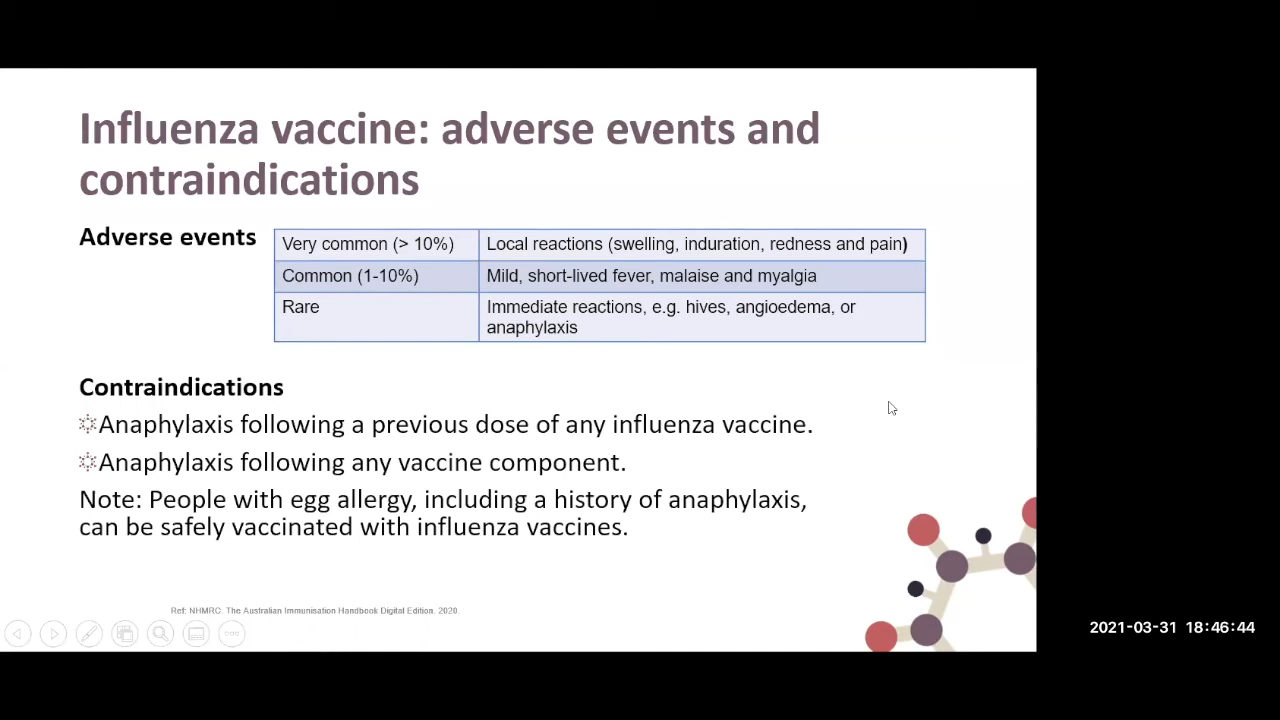 Influenza vaccine: adverse events and
contraindications
Adverse events
Very common (> 10%) Local reactions (swelling, induration, redness and pain)
Common (1-10%) Mild, short-lived fever, malaise and myalgia
Rare Immediate reactions, e.g. hives, angioedema, or
anaphylaxis
Contraindications
Anaphylaxis following a previous dose of any influenza vaccine.
Anaphylaxis following any vaccine component.
Note: People with egg allergy, including a history of anaphylaxis,
can be safely vaccinated with influenza vaccines.
Ref: NHMRC. The Australian Immunisation Handbook Digital Edition. 2020.
2021-03-31 18:46:44